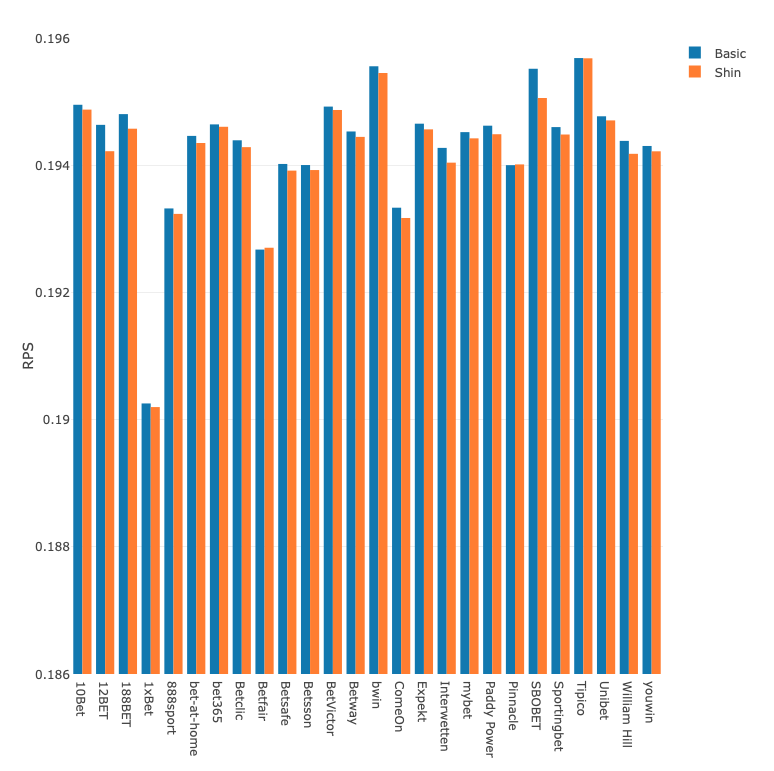 0.196
0.194
0.192
0.19
0.188
0.186
RPS
10Bet
12BET
188BET
1xBet
888sport
bet-at-home
bet365
Betclic
Betfair
Betsafe
Betsson
BetVictor
Betway
bwin
ComeOn
Expekt
Interwetten
mybet
Paddy Power
Pinnacle
SBOBET
Sportingbet
Tipico
Unibet
William Hill
youwin
Basic
Shin